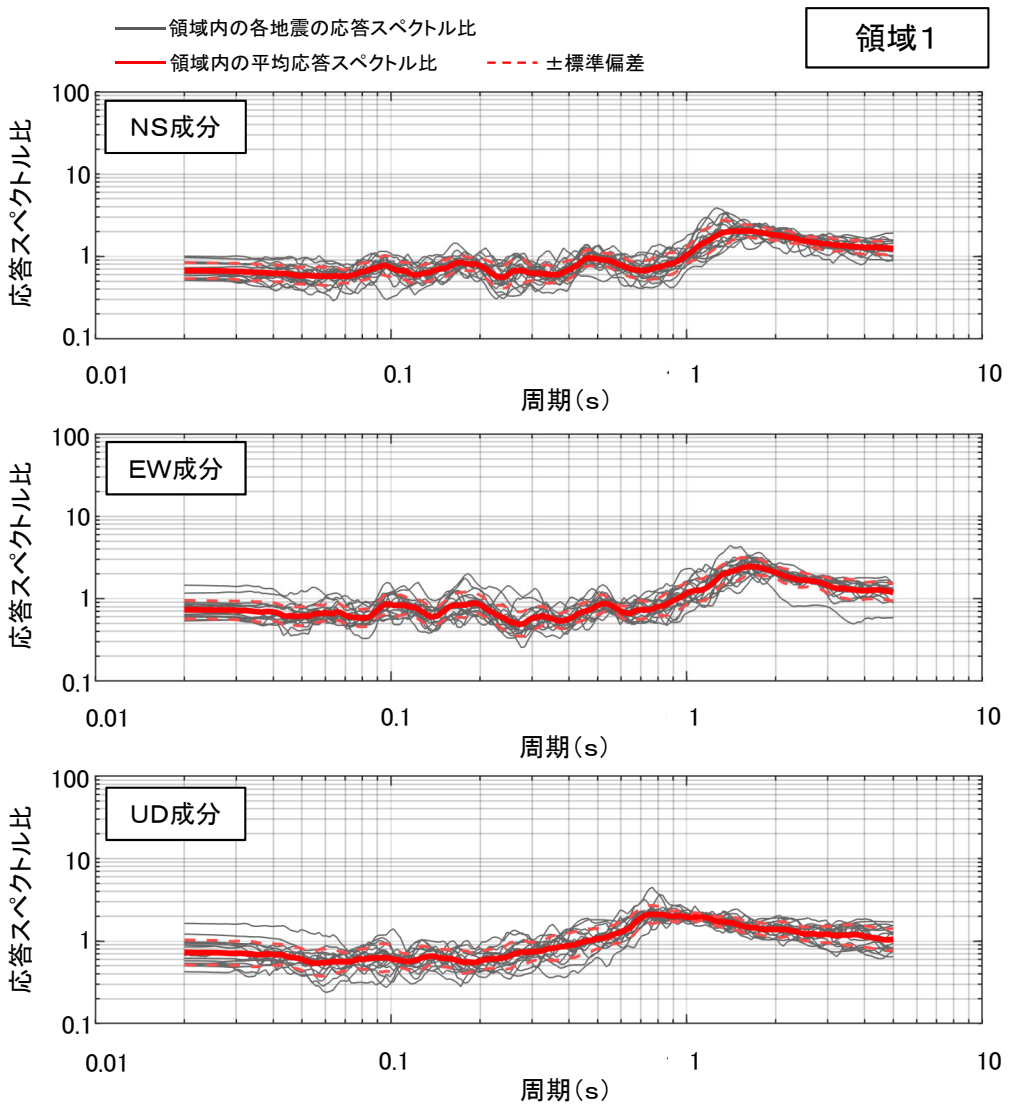 領域内の各地震の応答スペクトル比
領域1
領域内の平均応答スペクトル比 ±標準偏差
100
NS成分
10
応答スペクトル比
1
0.1
0.01 0.1 1 10
周期(s)
100
EW成分
10
応答スペクトル比
1
0.1
0.01 0.1 1 10
周期(s)
100
UD成分
10
応答スペクトル比
1
0.1
0.01 0.1 1 10
周期(s)